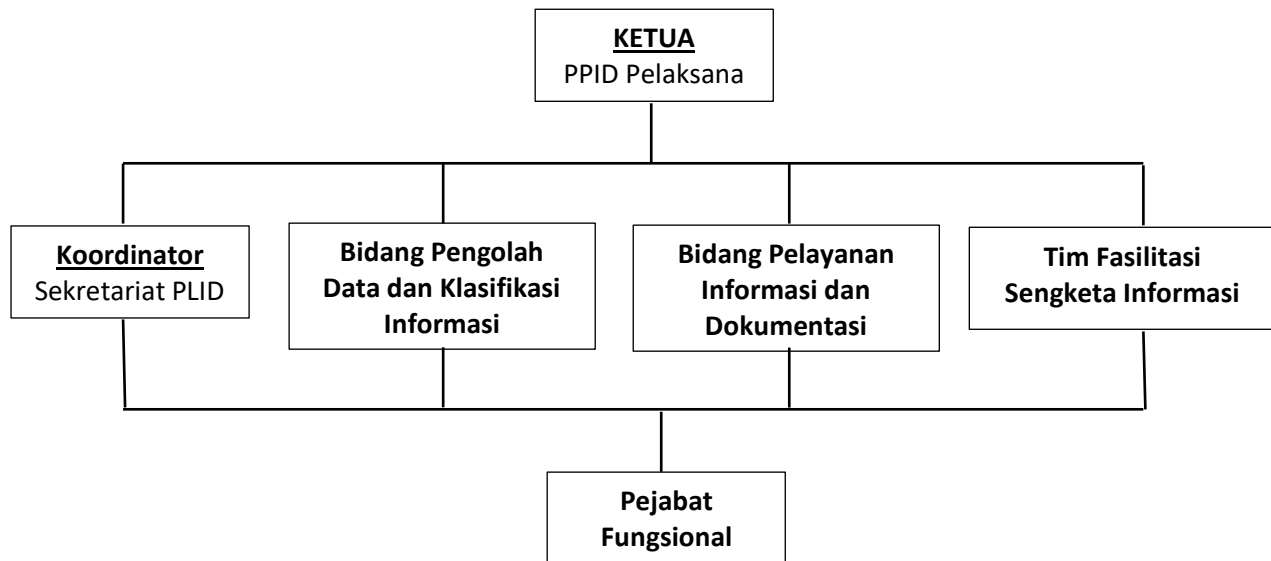 KETUA
PPID Pelaksana
Koordinator
Sekretariat PLID
Bidang Pengolah
Data dan Klasifikasi
Informasi
Bidang Pelayanan
Informasi dan
Dokumentasi
Tim Fasilitasi
Sengketa Informasi
Pejabat
Fungsional